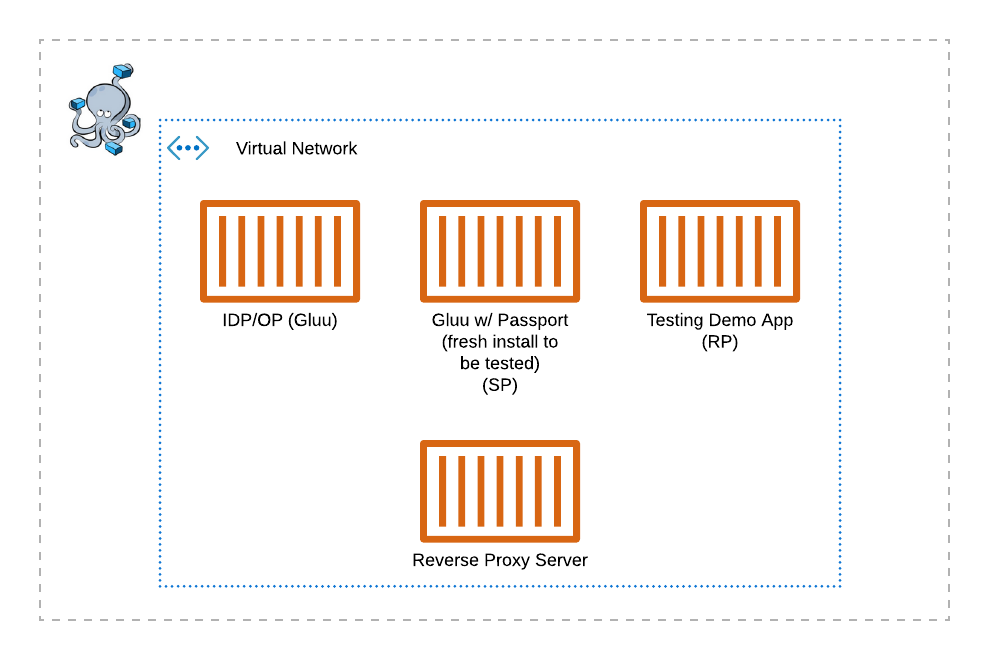 Virtual Network
IDP/OP (Gluu)
Gluu w/ Passport
(fresh install to
be tested)
(SP)
Testing Demo App
(RP)
Reverse Proxy Server